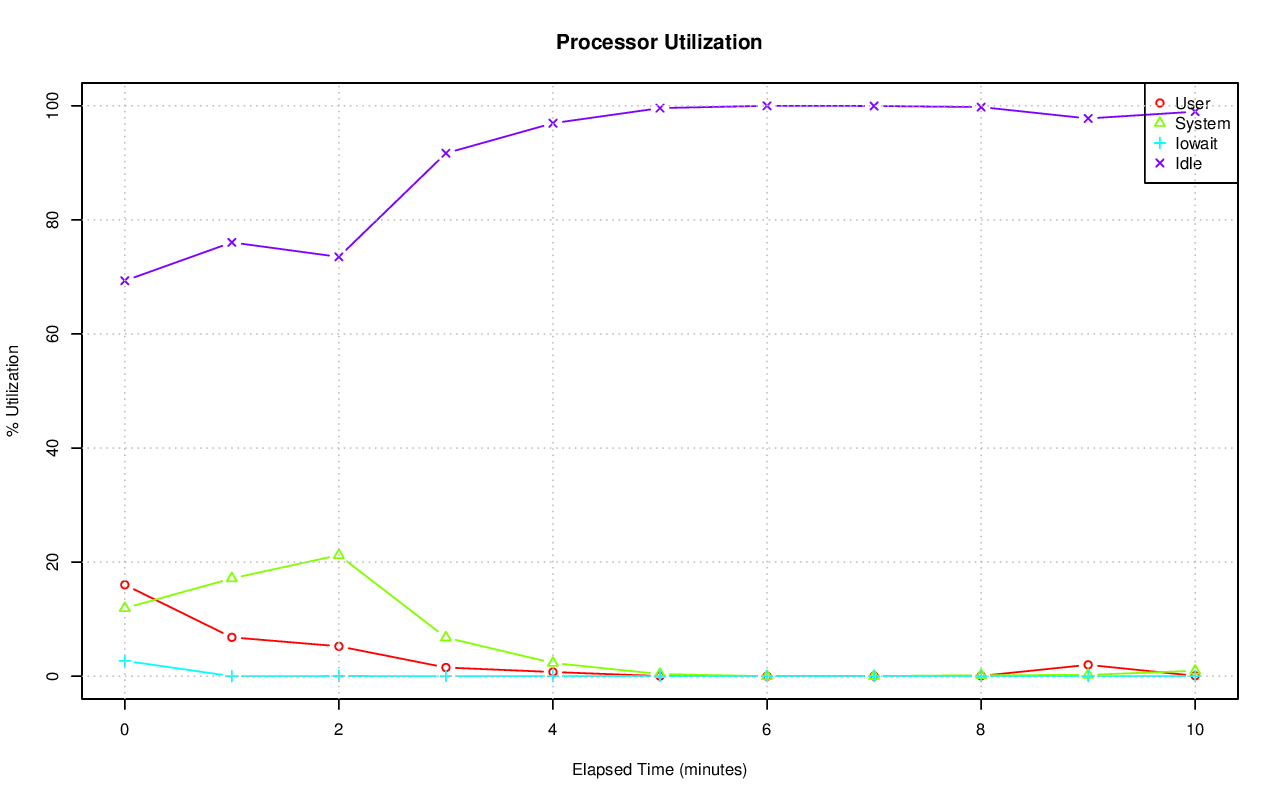 Processor Utilization
% Utilization
100
80
60
40
20
0
User
System
Iowait
Idle
0 2 4 6 8 10
Elapsed Time (minutes)